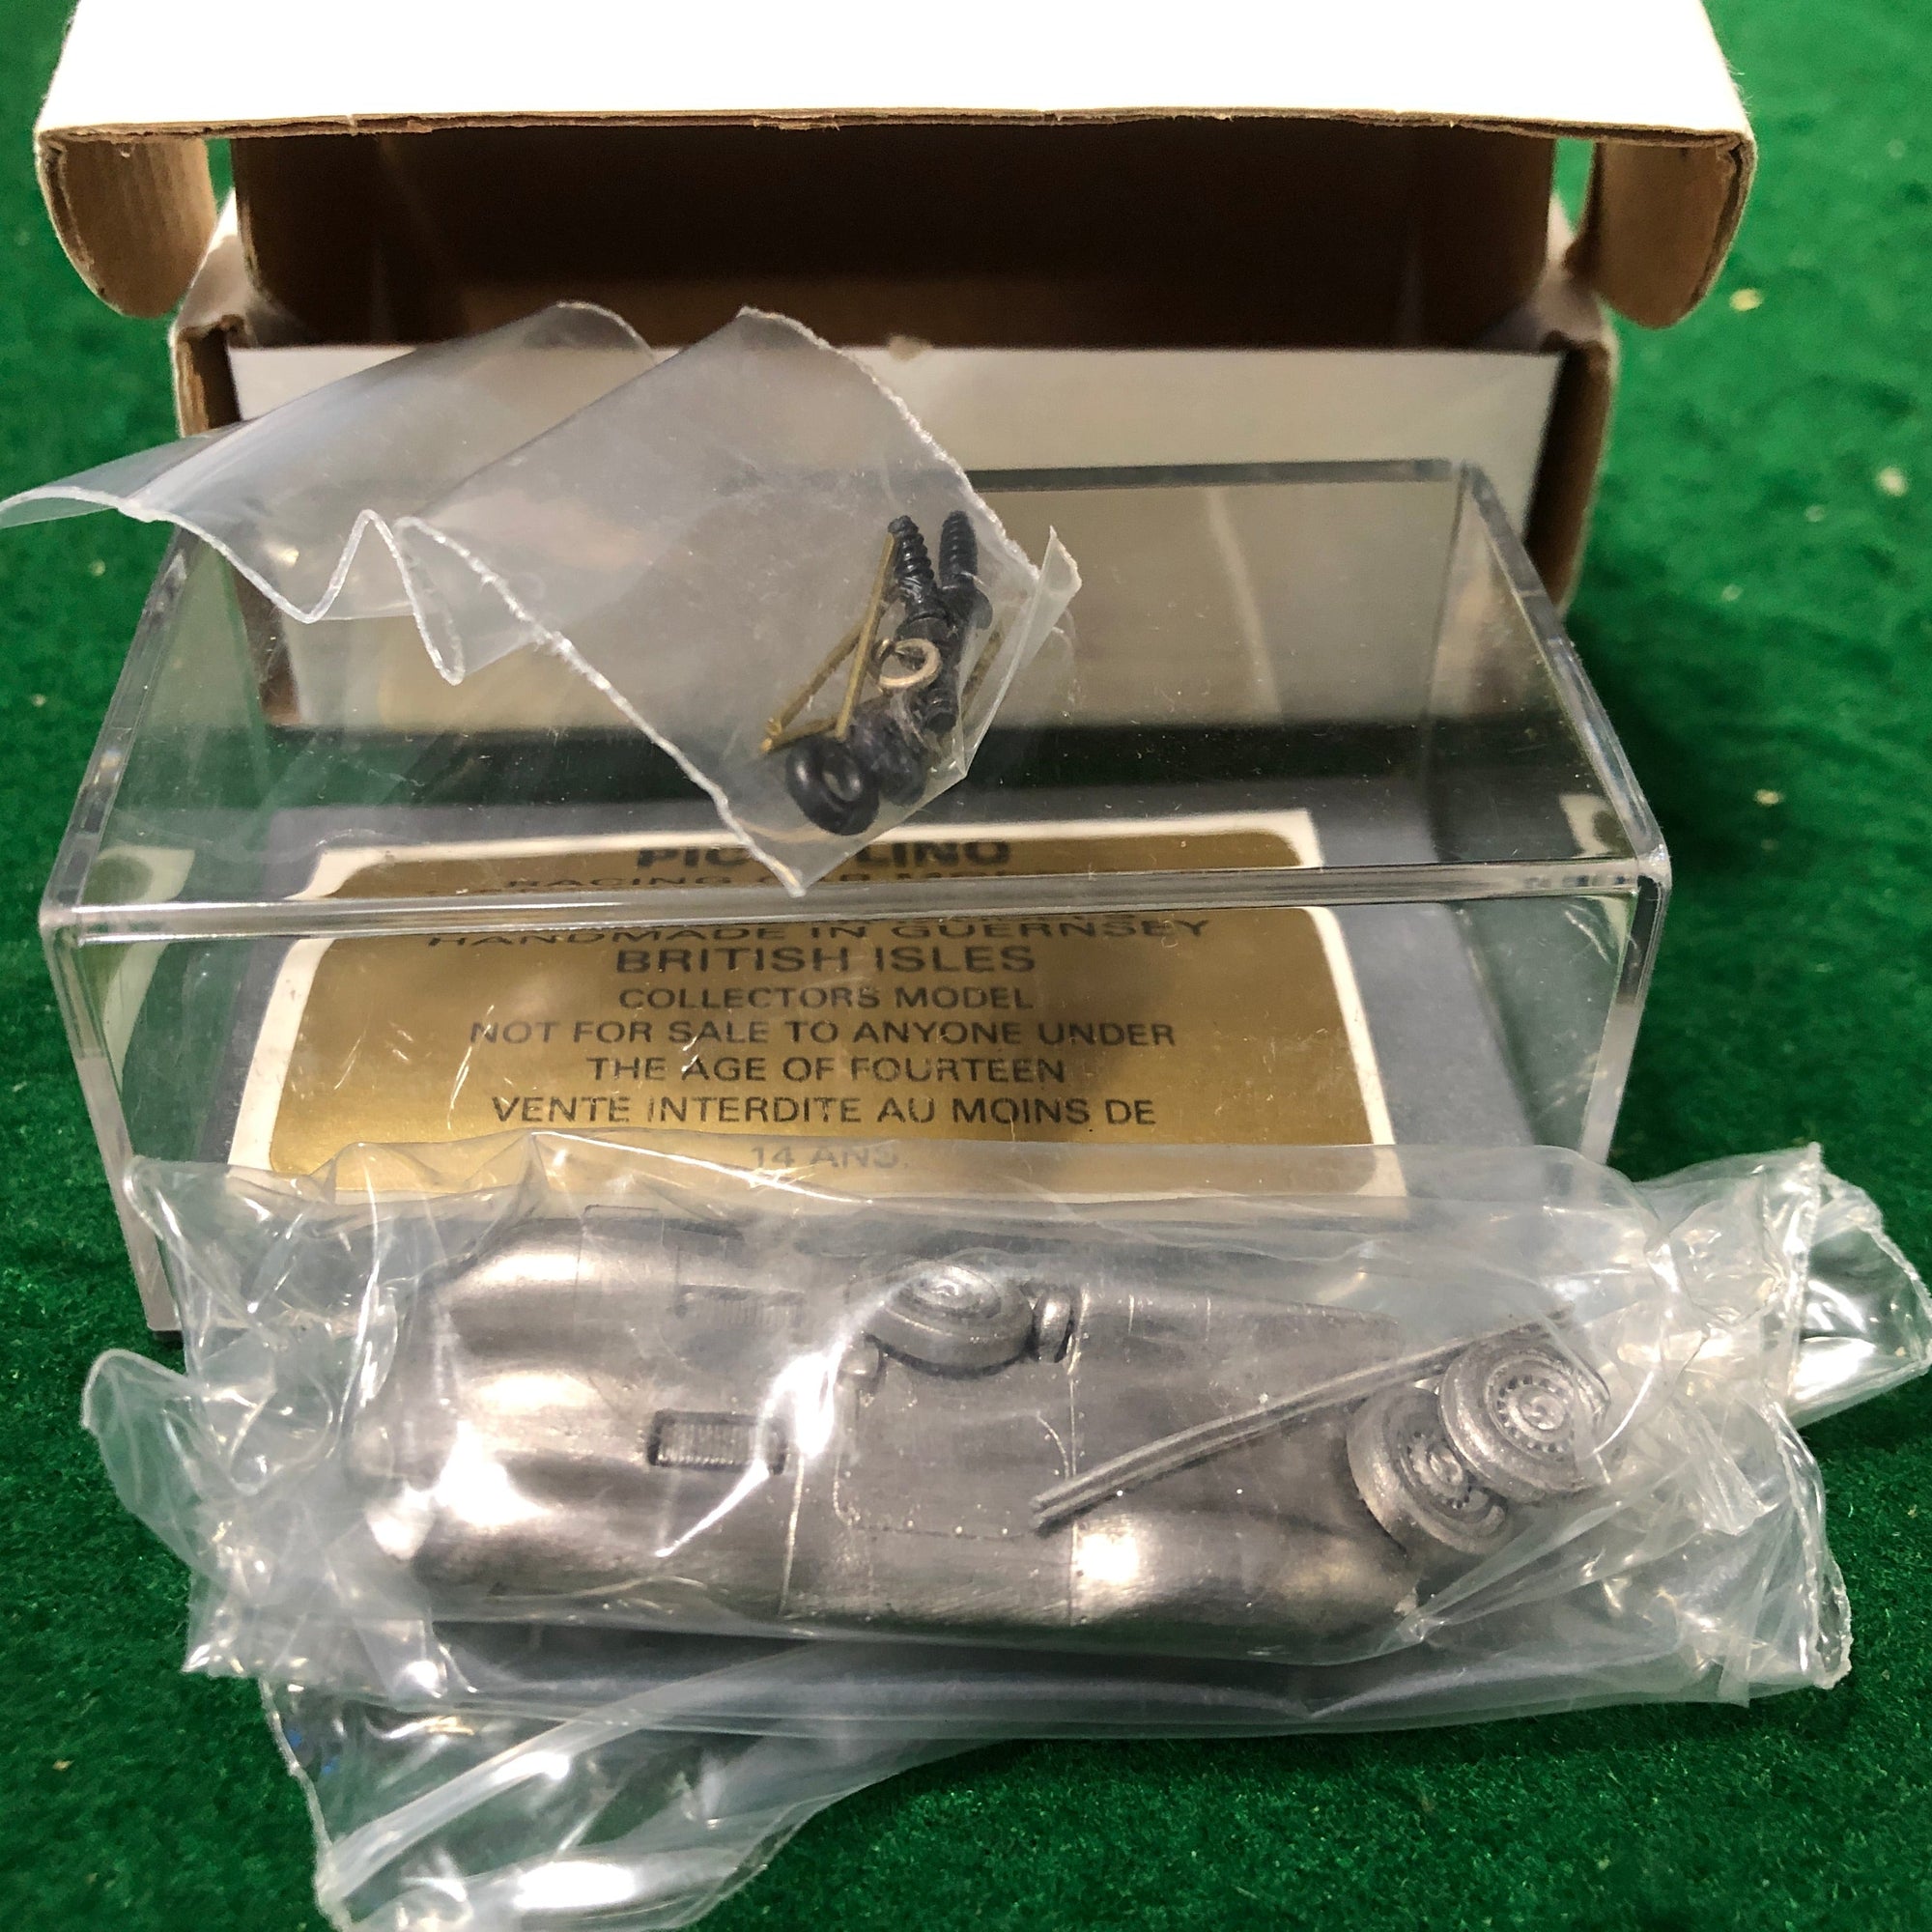 HANDMADE IN GUERNSEY
BRITISH ISLES
COLLECTORS MODEL
NOT FOR SALE TO ANYONE UNDER
THE AGE OF FOURTEEN
VENTE INTERDITE AU MOINS DE
14 ANS.